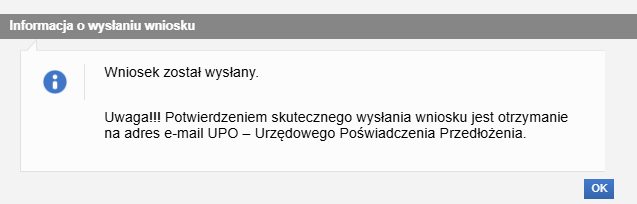 Informacja o wysłaniu wniosku
Wniosek został wysłany.
Uwaga!!! Potwierdzeniem skutecznego wysłania wniosku jest otrzymanie
na adres e-mail UPO – Urzędowego Poświadczenia Przedłożenia.
OK